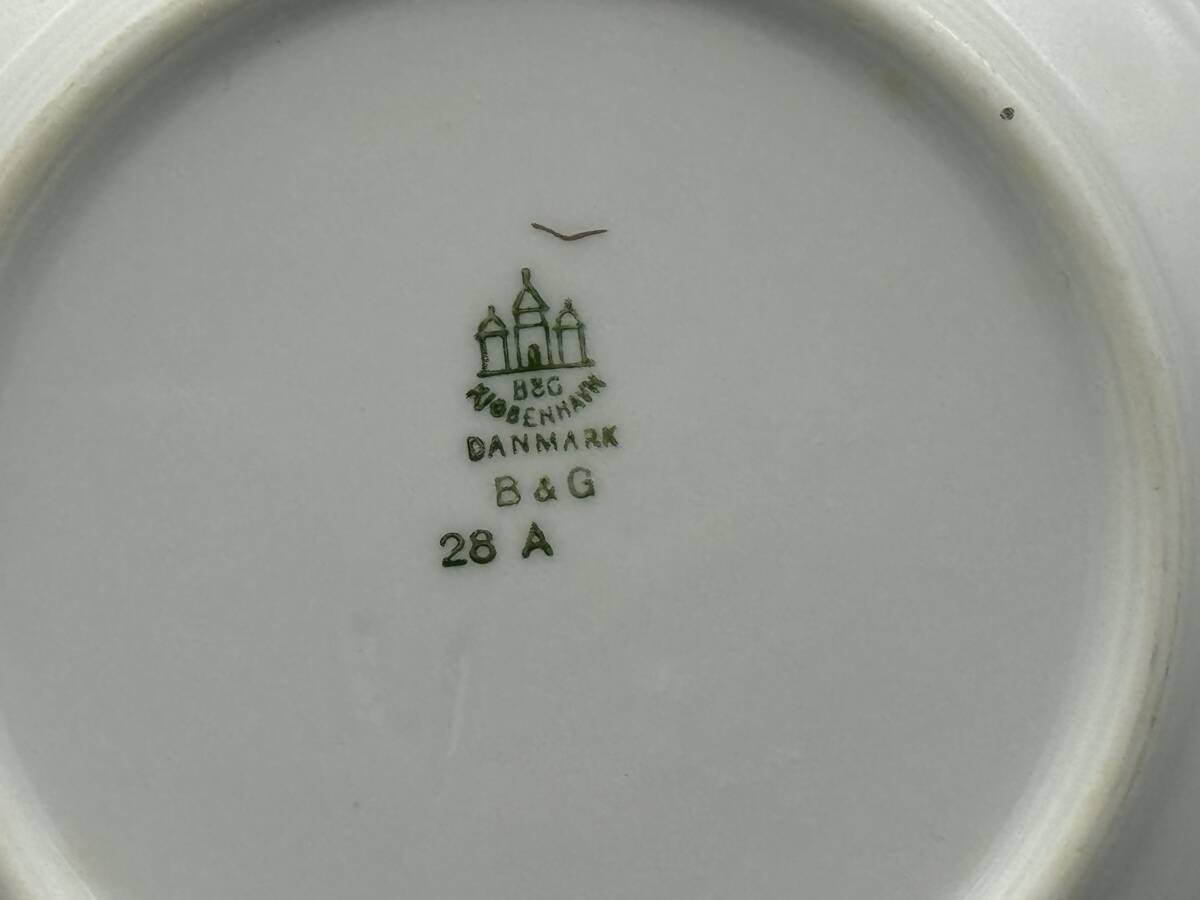 B&G
KJØBENHAVN
DANMARK
B & G
28 A